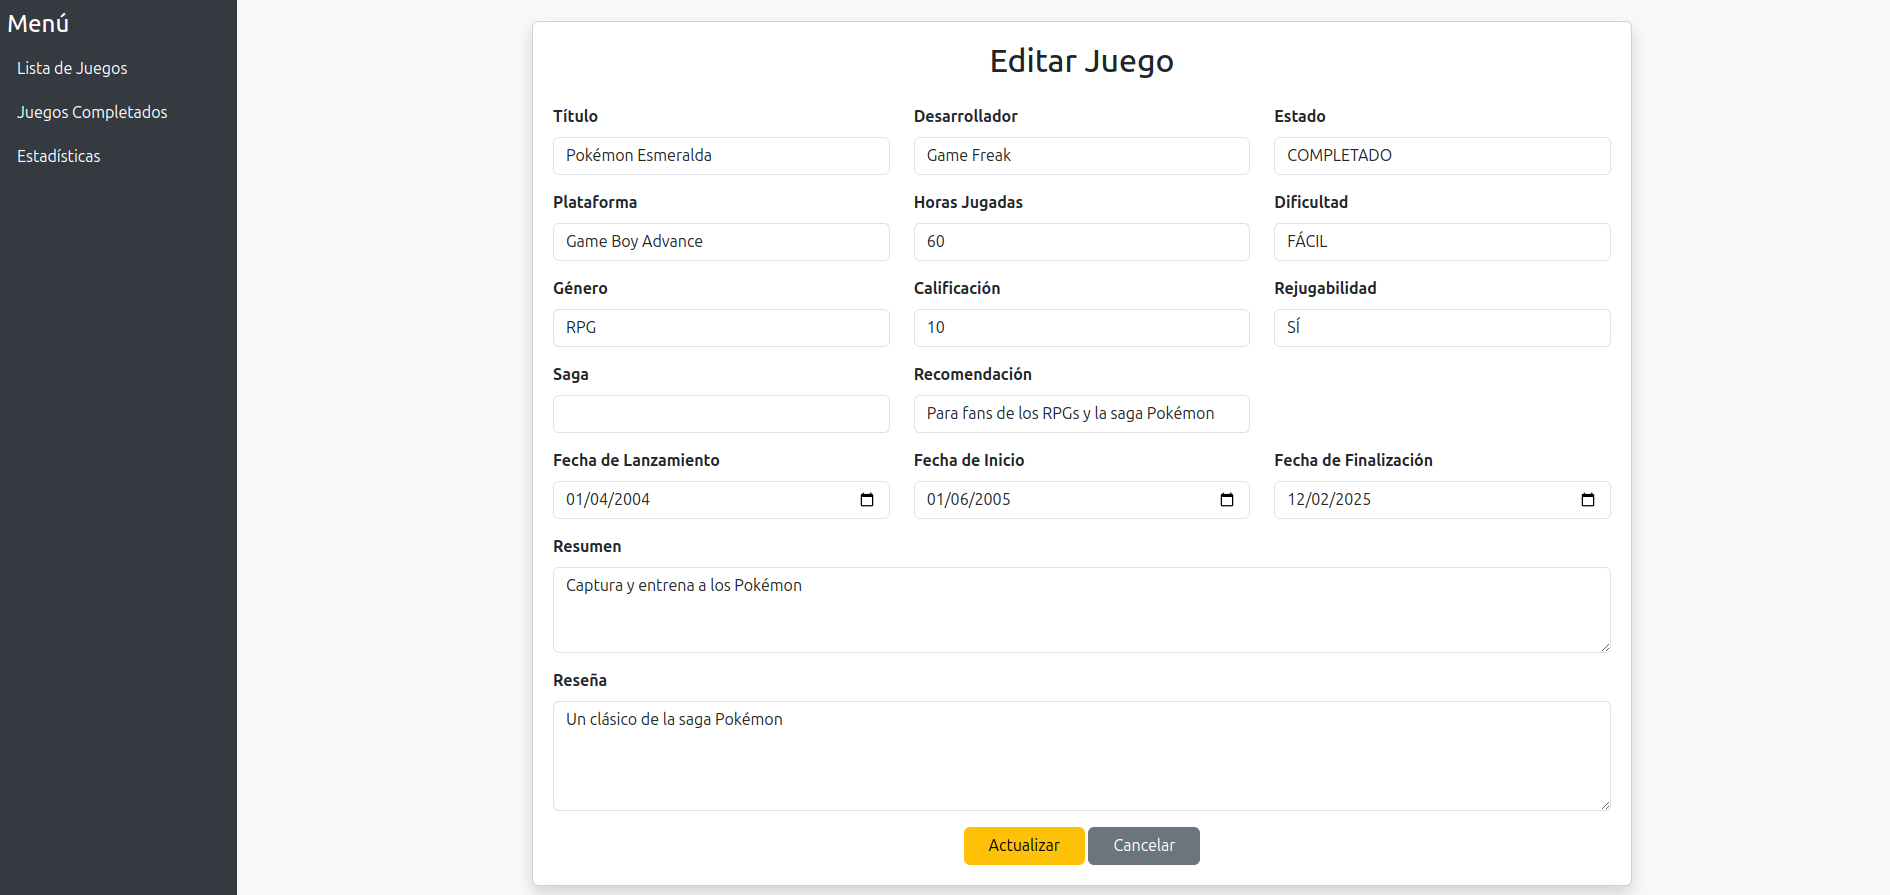 Menú
Lista de Juegos
Juegos Completados
Estadísticas
Editar Juego
Título
Desarrollador
Estado
Pokémon Esmeralda
Game Freak
COMPLETADO
Plataforma
Horas Jugadas
Dificultad
Game Boy Advance
60
FÁCIL
Género
Calificación
Rejugabilidad
RPG
10
SÍ
Saga
Recomendación
Para fans de los RPGs y la saga Pokémon
Fecha de Lanzamiento
Fecha de Inicio
Fecha de Finalización
01/04/2004
01/06/2005
12/02/2025
Resumen
Captura y entrena a los Pokémon
Reseña
Un clásico de la saga Pokémon
Actualizar
Cancelar